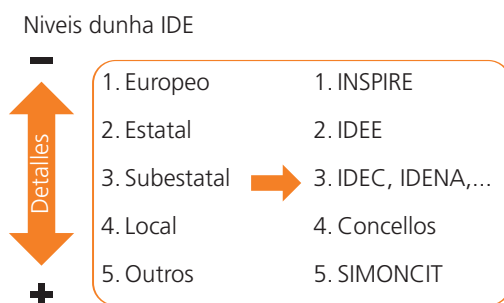 Niveis dunha IDE
1. Europeo 1. INSPIRE
2. Estatal 2. IDEE
3. Subestatal 3. IDEC, IDENA,...
4. Local 4. Concellos
5. Outros 5. SIMONCIT
Detalles